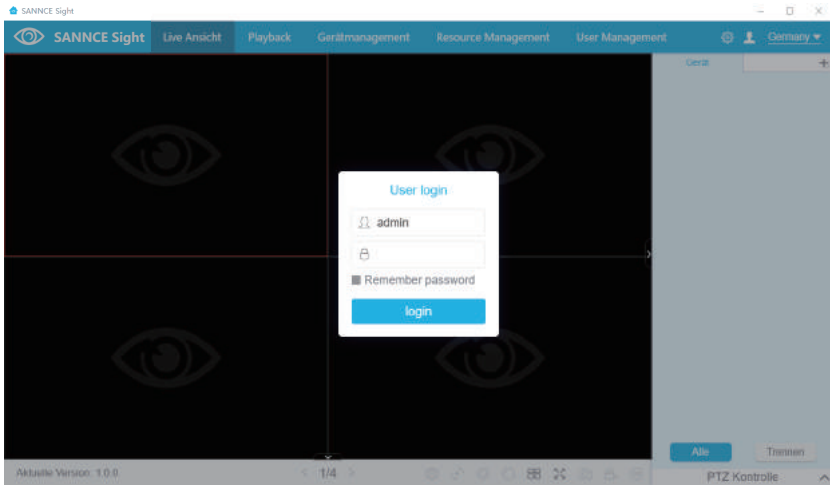 SANNCE Sight
SANNCE Sight Live Ansicht Playback Gerätmanagement Resource Management User Management Germany
Gerät +
User login
admin
Remember password
login
Alle Trennen
Aktuelle Version: 1.0.0 < 1/4 >
PTZ Kontrolle